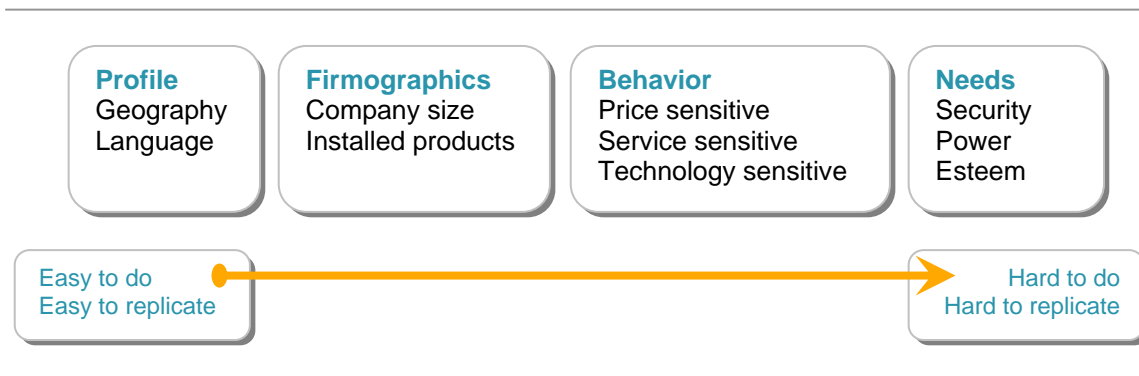 Profile
Geography
Language
Firmographics
Company size
Installed products
Behavior
Price sensitive
Service sensitive
Technology sensitive
Needs
Security
Power
Esteem
Easy to do
Easy to replicate
Hard to do
Hard to replicate